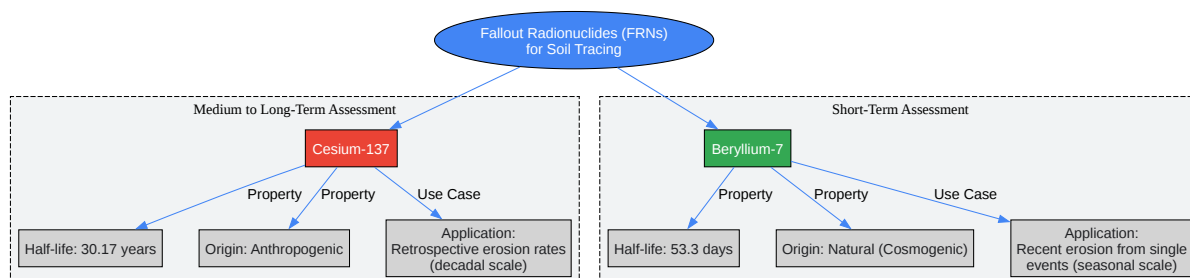 Fallout Radionuclides (FRNs)
for Soil Tracing
Medium to Long-Term Assessment
Cesium-137
Property
Property
Use Case
Half-life: 30.17 years
Origin: Anthropogenic
Application:
Retrospective erosion rates
(decadal scale)
Short-Term Assessment
Beryllium-7
Property
Property
Use Case
Half-life: 53.3 days
Origin: Natural (Cosmogenic)
Application:
Recent erosion from single
events (seasonal scale)